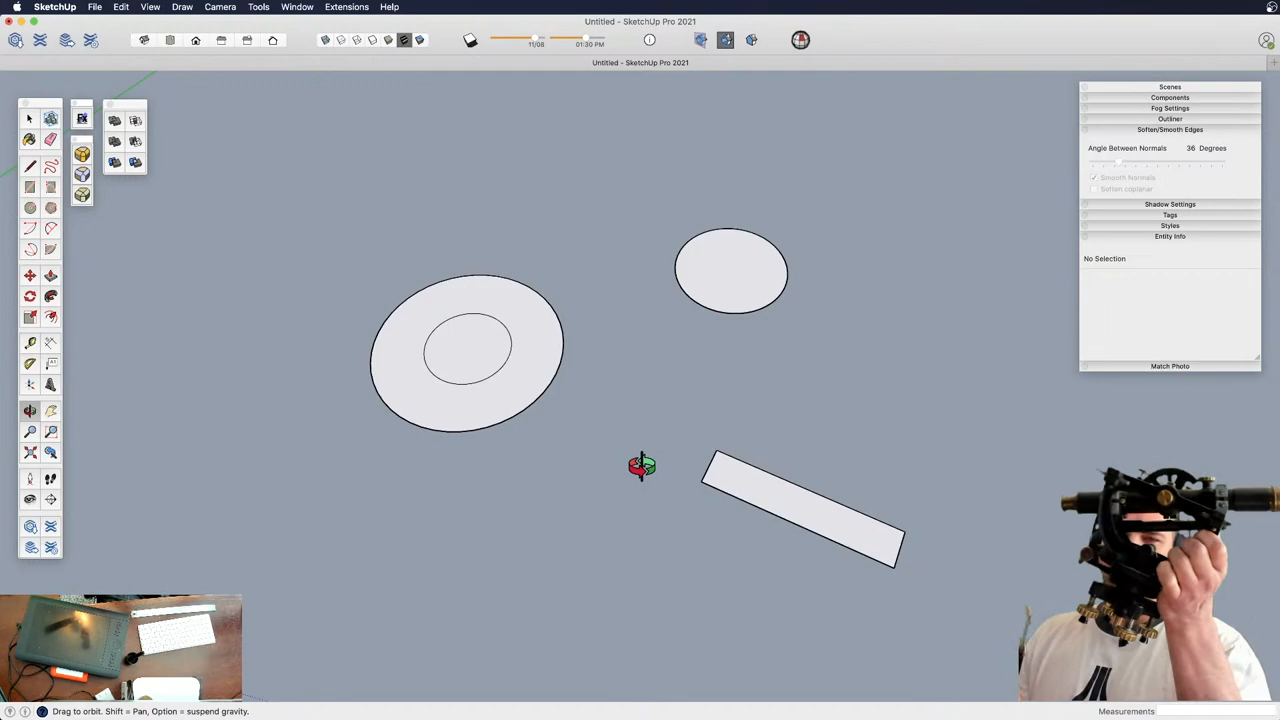 SketchUp File Edit View Draw Camera Tools Window Extensions Help
Untitled - SketchUp Pro 2021
11/08 01:30 PM
Untitled - SketchUp Pro 2021
Scenes
Components
Fog Settings
Outliner
Soften/Smooth Edges
Angle Between Normals 36 Degrees
Smooth Normals
Soften coplanar
Shadow Settings
Tags
Styles
Entity Info
No Selection
Match Photo
Drag to orbit. Shift = Pan, Option = suspend gravity.
Measurements